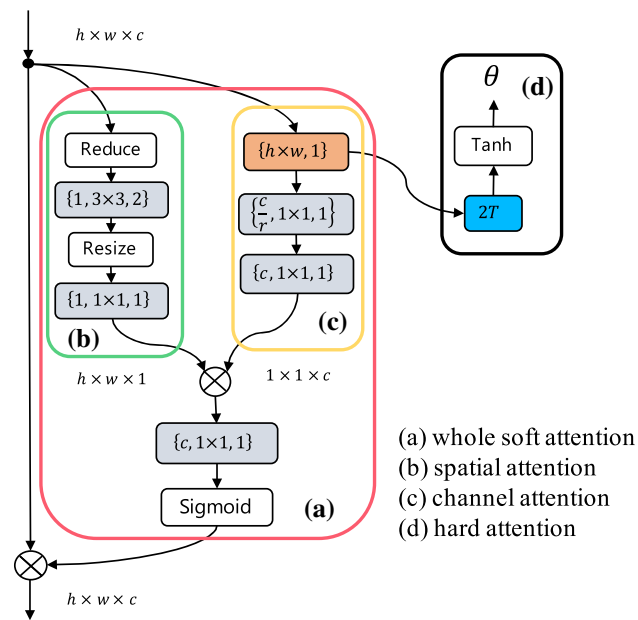 h × w × c
θ
(d)
Tanh
2T
Reduce
{h×w, 1}
{1, 3×3, 2}
{c/r, 1×1, 1}
Resize
{c, 1×1, 1}
{1, 1×1, 1}
(b)
(c)
h × w × 1
1 × 1 × c
{c, 1×1, 1}
Sigmoid
(a)
(a) whole soft attention
(b) spatial attention
(c) channel attention
(d) hard attention
h × w × c